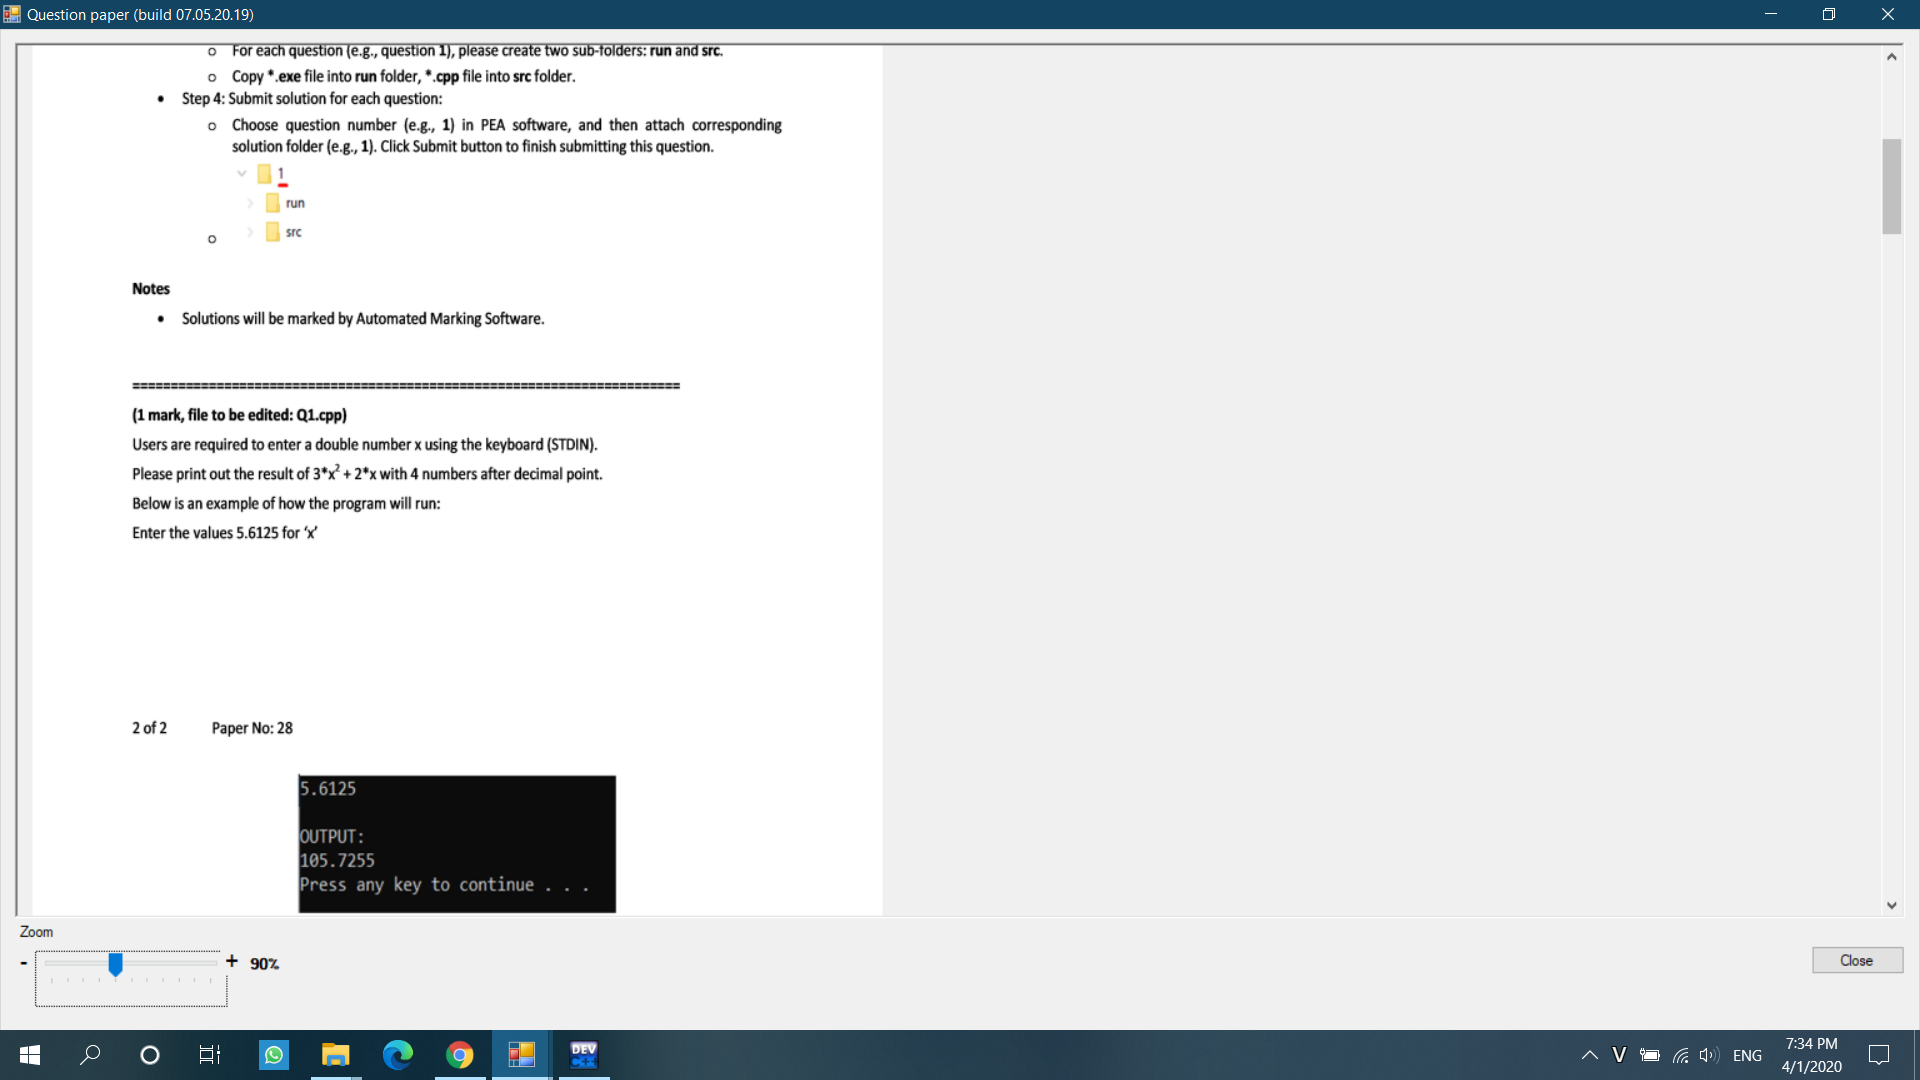 Question paper (build 07.05.20.19)
o For each question (e.g., question 1), please create two sub-folders: run and src.
o Copy *.exe file into run folder, *.cpp file into src folder.
• Step 4: Submit solution for each question:
o Choose question number (e.g., 1) in PEA software, and then attach corresponding
solution folder (e.g., 1). Click Submit button to finish submitting this question.
1
run
src
o
Notes
• Solutions will be marked by Automated Marking Software.
========================================================================
(1 mark, file to be edited: Q1.cpp)
Users are required to enter a double number x using the keyboard (STDIN).
Please print out the result of 3*x² + 2*x with 4 numbers after decimal point.
Below is an example of how the program will run:
Enter the values 5.6125 for ‘x’
2 of 2 Paper No: 28
5.6125
OUTPUT:
105.7255
Press any key to continue . . .
Zoom
- + 90%
Close
DEV
C++
V
ENG
7:34 PM
4/1/2020